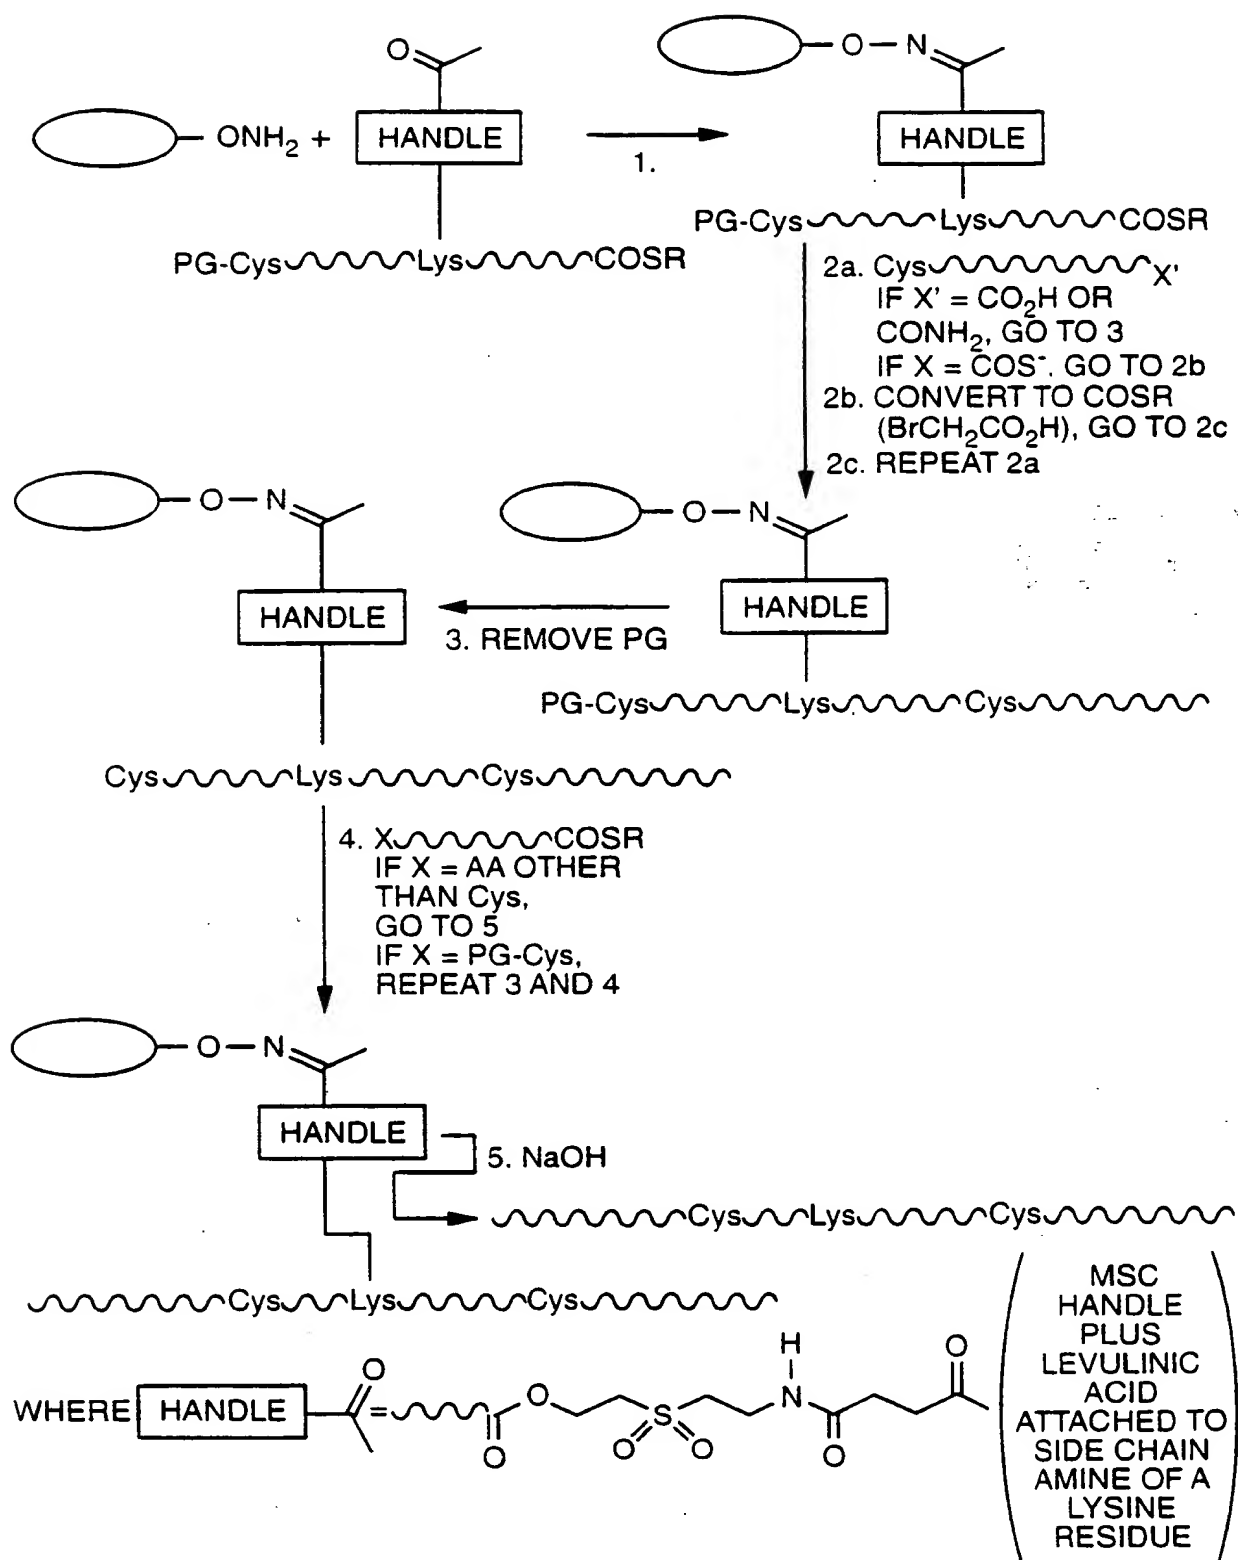 O
O — N
ONH2 +
HANDLE
1.
HANDLE
PG-Cys Lys COSR
PG-Cys Lys COSR
2a. Cys X'
IF X' = CO2H OR
CONH2, GO TO 3
IF X = COS-. GO TO 2b
2b. CONVERT TO COSR
(BrCH2CO2H), GO TO 2c
2c. REPEAT 2a
O — N
O — N
HANDLE
HANDLE
3. REMOVE PG
PG-Cys Lys Cys
Cys Lys Cys
4. X COSR
IF X = AA OTHER
THAN Cys,
GO TO 5
IF X = PG-Cys,
REPEAT 3 AND 4
O — N
HANDLE
5. NaOH
Cys Lys Cys
Cys Lys Cys
WHERE HANDLE O = O O S O O H N O O
MSC
HANDLE
PLUS
LEVULINIC
ACID
ATTACHED TO
SIDE CHAIN
AMINE OF A
LYSINE
RESIDUE